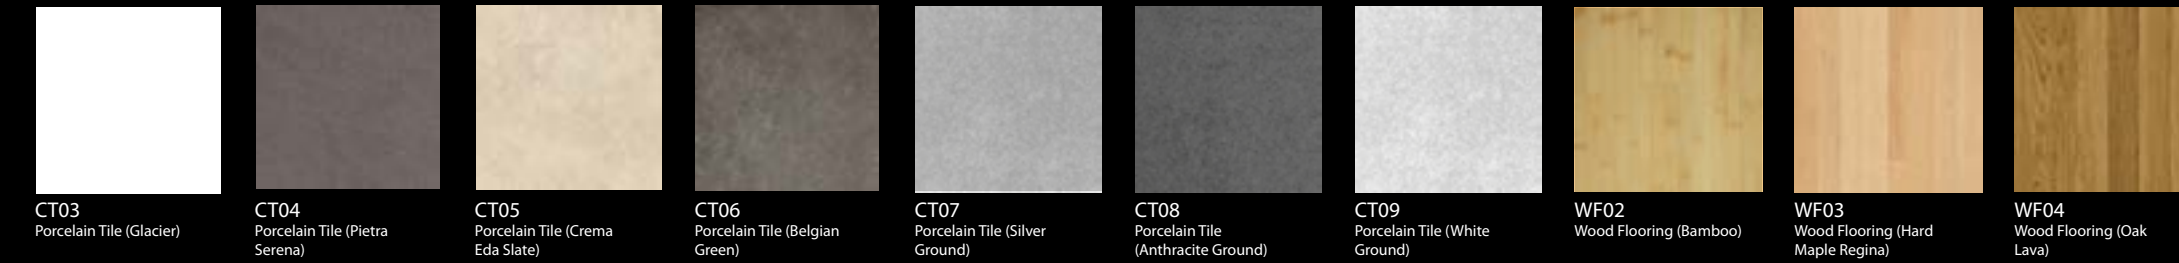 CT03
Porcelain Tile (Glacier)
CT04
Porcelain Tile (Pietra
Serena)
CT05
Porcelain Tile (Crema
Eda Slate)
CT06
Porcelain Tile (Belgian
Green)
CT07
Porcelain Tile (Silver
Ground)
CT08
Porcelain Tile
(Anthracite Ground)
CT09
Porcelain Tile (White
Ground)
WF02
Wood Flooring (Bamboo)
WF03
Wood Flooring (Hard
Maple Regina)
WF04
Wood Flooring (Oak
Lava)